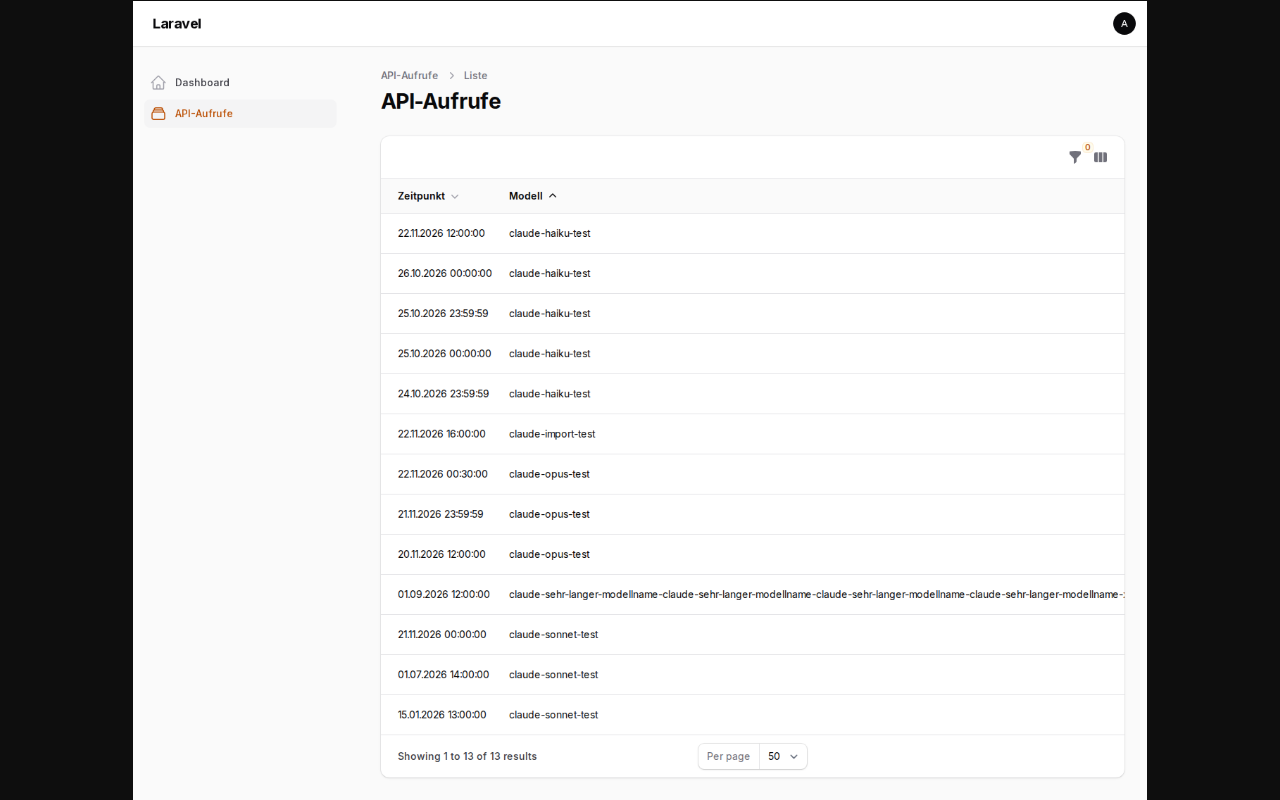 Laravel
A
Dashboard
API-Aufrufe
API-Aufrufe
Liste
API-Aufrufe
0
Zeitpunkt Modell
22.11.2026 12:00:00 claude-haiku-test
26.10.2026 00:00:00 claude-haiku-test
25.10.2026 23:59:59 claude-haiku-test
25.10.2026 00:00:00 claude-haiku-test
24.10.2026 23:59:59 claude-haiku-test
22.11.2026 16:00:00 claude-import-test
22.11.2026 00:30:00 claude-opus-test
21.11.2026 23:59:59 claude-opus-test
20.11.2026 12:00:00 claude-opus-test
01.09.2026 12:00:00 claude-sehr-langer-modellname-claude-sehr-langer-modellname-claude-sehr-langer-modellname-claude-sehr-langer-modellname-
21.11.2026 00:00:00 claude-sonnet-test
01.07.2026 14:00:00 claude-sonnet-test
15.01.2026 13:00:00 claude-sonnet-test
Showing 1 to 13 of 13 results
Per page 50